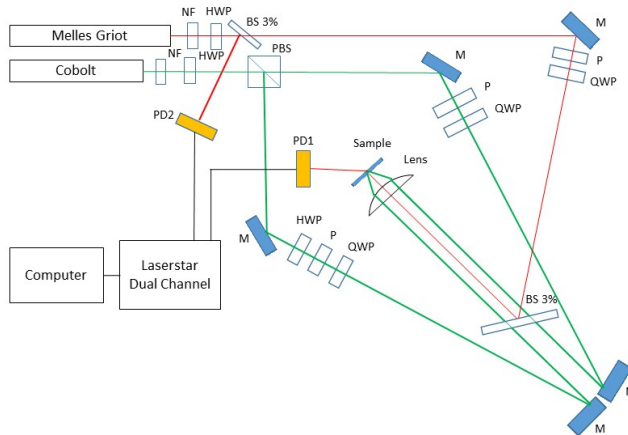 NF
HWP
BS 3%
M
Melles Griot
P
QWP
Cobolt
NF
HWP
PBS
M
P
QWP
PD2
PD1
Sample
Lens
M
HWP
P
QWP
Computer
Laserstar
Dual Channel
BS 3%
M
M